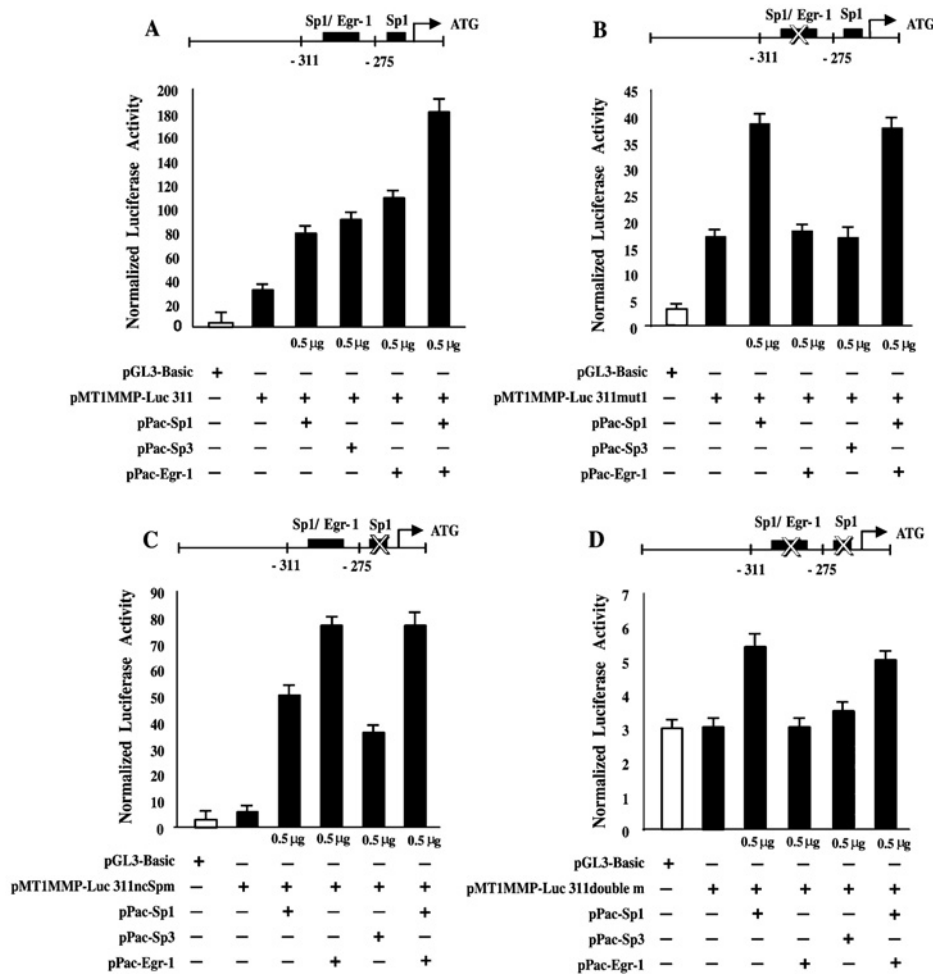 A
Sp1/ Egr-1 Sp1
ATG
- 311 - 275
Normalized Luciferase Activity
200
180
160
140
120
100
80
60
40
20
0
0.5 μg 0.5 μg 0.5 μg 0.5 μg
pGL3-Basic + – – – – –
pMT1MMP-Luc 311 – + + + + +
pPac-Sp1 – – + – – +
pPac-Sp3 – – – + – –
pPac-Egr-1 – – – – + +
B
Sp1/ Egr-1 Sp1
ATG
- 311 - 275
Normalized Luciferase Activity
45
40
35
30
25
20
15
10
5
0
0.5 μg 0.5 μg 0.5 μg 0.5 μg
pGL3-Basic + – – – – –
pMT1MMP-Luc 311mut1 – + + + + +
pPac-Sp1 – – + – – +
pPac-Sp3 – – – – + –
pPac-Egr-1 – – – + – +
C
Sp1/ Egr-1 Sp1
ATG
- 311 - 275
Normalized Luciferase Activity
90
80
70
60
50
40
30
20
10
0
0.5 μg 0.5 μg 0.5 μg 0.5 μg
pGL3-Basic + – – – – –
pMT1MMP-Luc 311ncSpm – + + + + +
pPac-Sp1 – – + – – +
pPac-Sp3 – – – – + –
pPac-Egr-1 – – – + – +
D
Sp1/ Egr-1 Sp1
ATG
- 311 - 275
Normalized Luciferase Activity
7
6
5
4
3
2
1
0
0.5 μg 0.5 μg 0.5 μg 0.5 μg
pGL3-Basic + – – – – –
pMT1MMP-Luc 311double m – + + + + +
pPac-Sp1 – – + – – +
pPac-Sp3 – – – – + –
pPac-Egr-1 – – – + – +